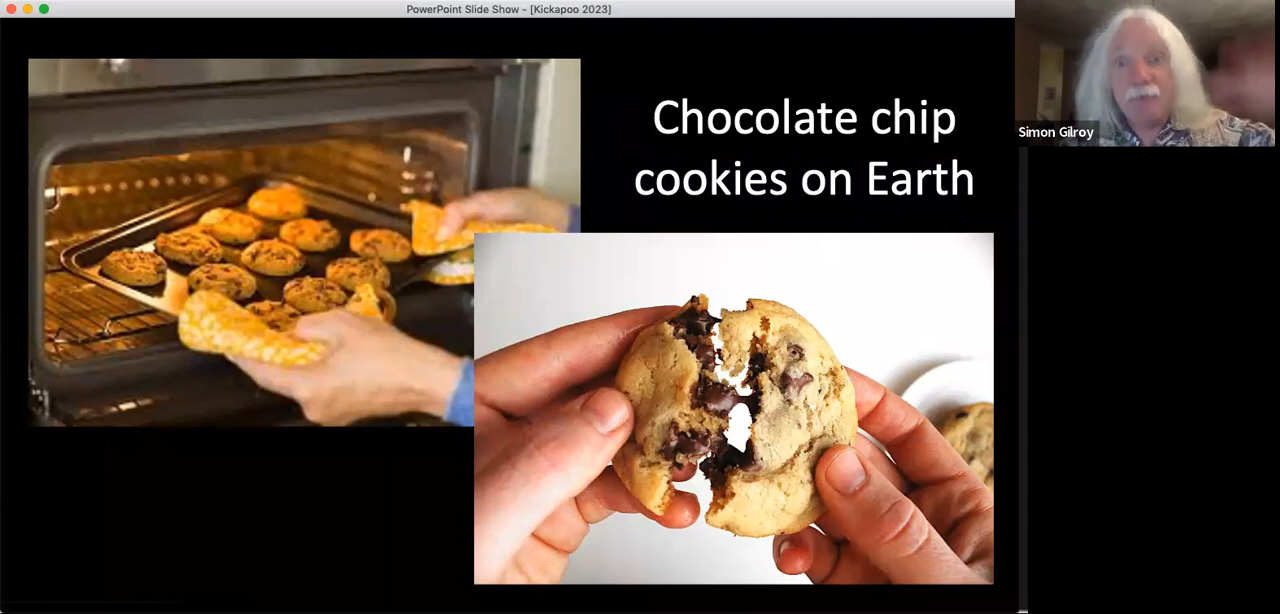 PowerPoint Slide Show - [Kickapoo 2023]
Chocolate chip
cookies on Earth
Simon Gilroy